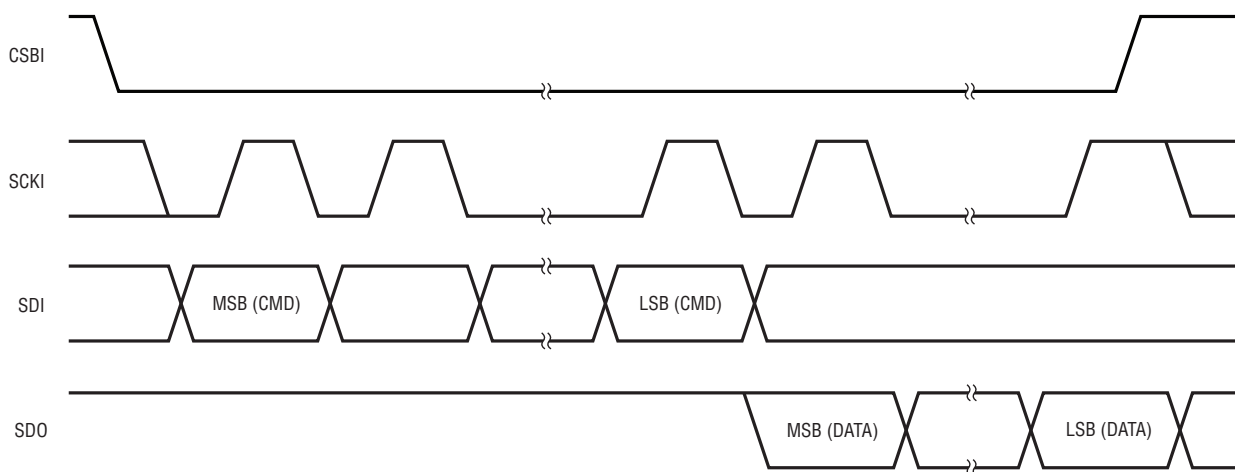 CSBI
SCKI
SDI
MSB (CMD)
LSB (CMD)
SDO
MSB (DATA)
LSB (DATA)